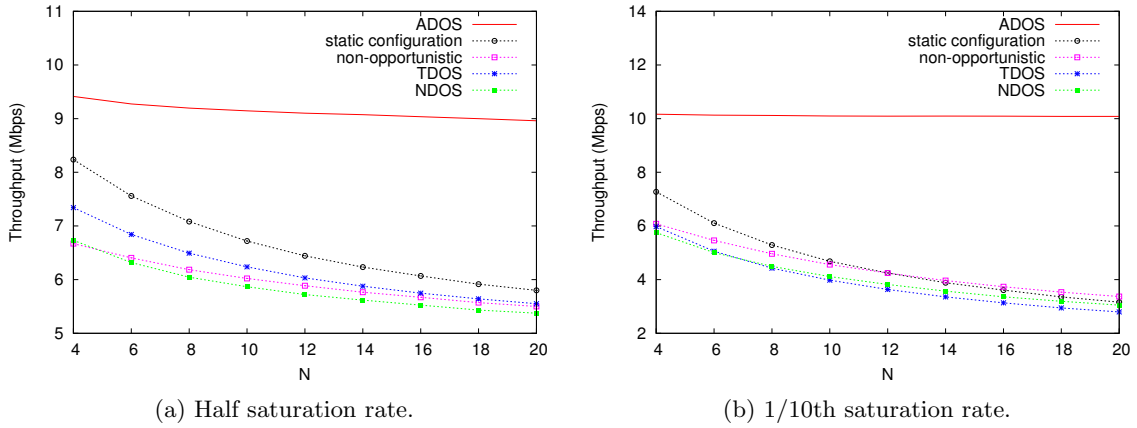 11
10
9
8
7
6
5
4 6 8 10 12 14 16 18 20
Throughput (Mbps)
N
ADOS
static configuration
non-opportunistic
TDOS
NDOS
(a) Half saturation rate.
14
12
10
8
6
4
2
4 6 8 10 12 14 16 18 20
Throughput (Mbps)
N
ADOS
static configuration
non-opportunistic
TDOS
NDOS
(b) 1/10th saturation rate.